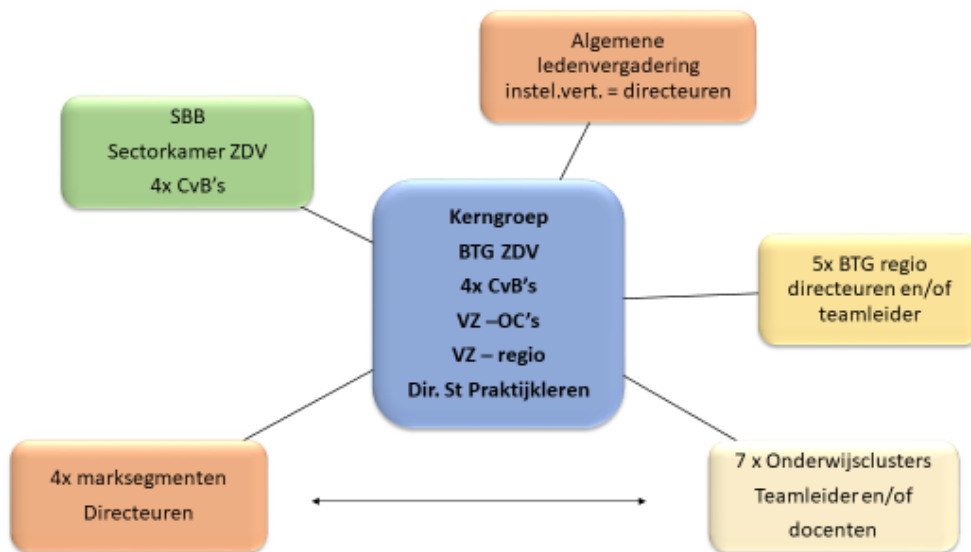 Algemene
ledenvergadering
instel.vert. = directeuren
SBB
Sectorkamer ZDV
4x CvB's
Kerngroep
BTG ZDV
4x CvB's
VZ –OC's
VZ – regio
Dir. St Praktijkleren
5x BTG regio
directeuren en/of
teamleider
4x marksegmenten
Directeuren
7 x Onderwijsclusters
Teamleider en/of
docenten